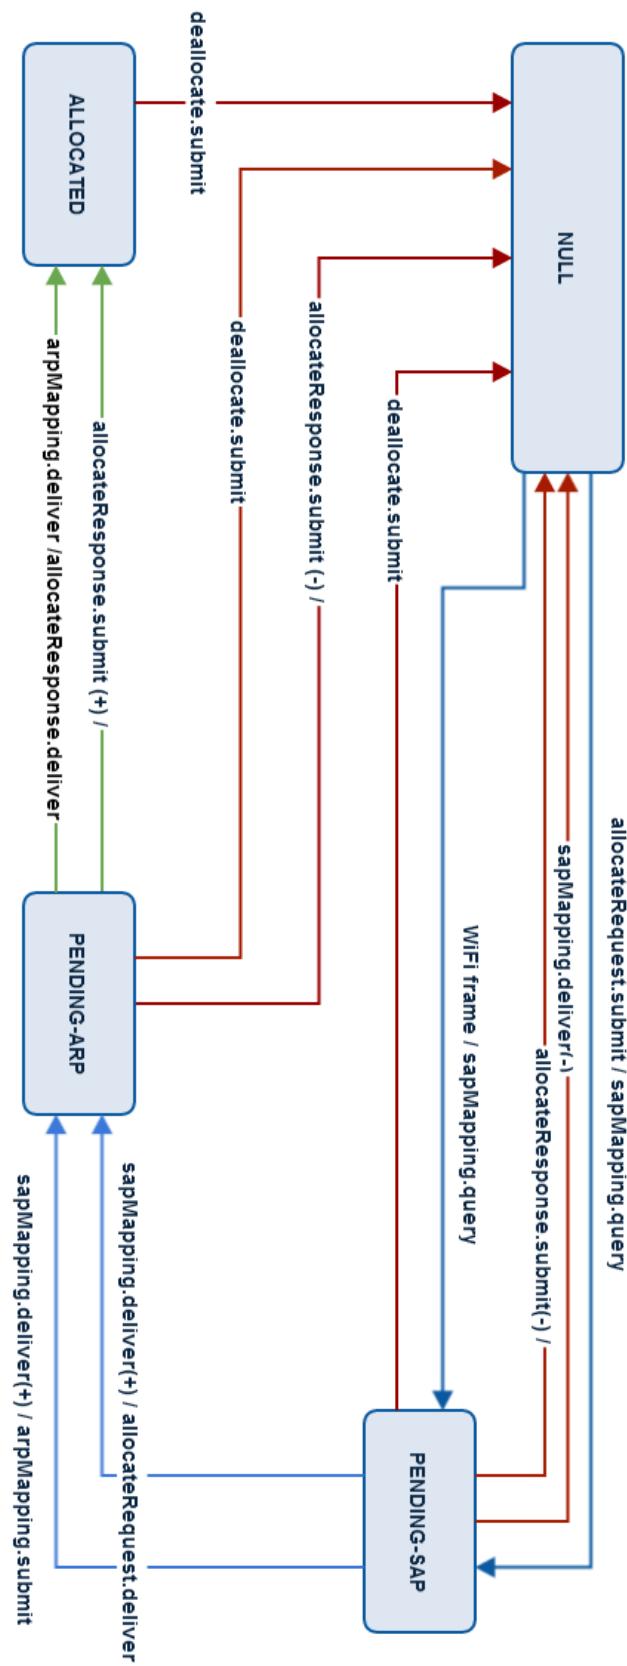 NULL
allocateRequest.submit / sapMapping.query
sapMapping.deliver(-)
allocateResponse.submit(-) /
WiFi frame / sapMapping.query
deallocate.submit
PENDING-SAP
allocateResponse.submit (-) /
deallocate.submit
deallocate.submit
ALLOCATED
allocateResponse.submit (+) /
arpMapping.deliver /allocateResponse.deliver
PENDING-ARP
sapMapping.deliver(+) / allocateRequest.deliver
sapMapping.deliver(+) / arpMapping.submit